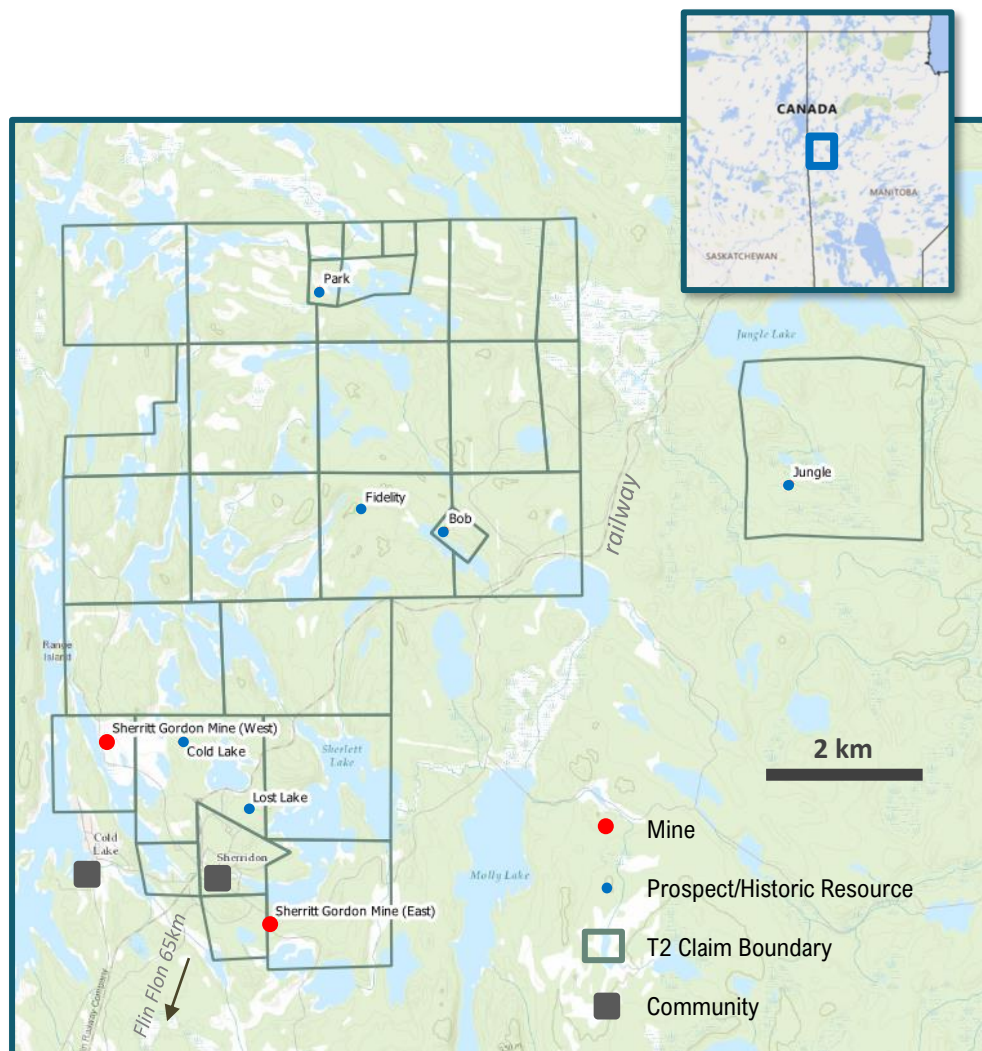 CANADA
MANITOBA
SASKATCHEWAN
Park
Jungle Lake
Jungle
Fidelity
Bob
railway
Range
Island
Sherritt Gordon Mine (West)
Cold Lake
Sherlett
Lake
2 km
Lost Lake
Cold
Lake
Sherridon
Mine
Molly Lake
Prospect/Historic Resource
Sherritt Gordon Mine (East)
T2 Claim Boundary
Flin Flon 65km
Community
Railway Company